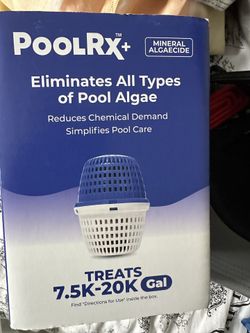 POOLRX™+
MINERAL
ALGAECIDE
Eliminates All Types
of Pool Algae
Reduces Chemical Demand
Simplifies Pool Care
TREATS
7.5K-20K Gal
Find "Directions for Use" inside the box.